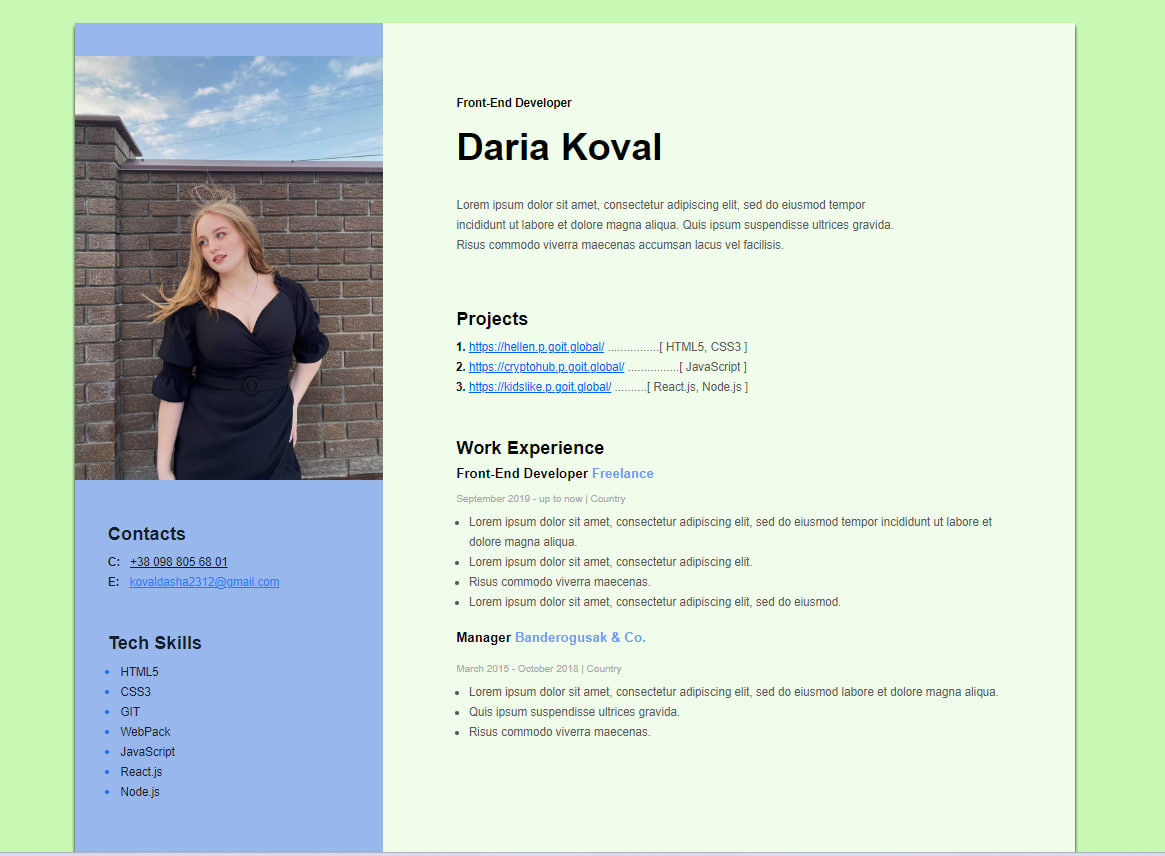 Front-End Developer
Daria Koval
Lorem ipsum dolor sit amet, consectetur adipiscing elit, sed do eiusmod tempor
incididunt ut labore et dolore magna aliqua. Quis ipsum suspendisse ultrices gravida.
Risus commodo viverra maecenas accumsan lacus vel facilisis.
Projects
1. https://hellen.p.goit.global/ ................[ HTML5, CSS3 ]
2. https://cryptohub.p.goit.global/ ................[ JavaScript ]
3. https://kidslike.p.goit.global/ ..........[ React.js, Node.js ]
Work Experience
Front-End Developer Freelance
September 2019 - up to now | Country
• Lorem ipsum dolor sit amet, consectetur adipiscing elit, sed do eiusmod tempor incididunt ut labore et
dolore magna aliqua.
• Lorem ipsum dolor sit amet, consectetur adipiscing elit.
• Risus commodo viverra maecenas.
• Lorem ipsum dolor sit amet, consectetur adipiscing elit, sed do eiusmod.
Manager Banderogusak & Co.
March 2015 - October 2018 | Country
• Lorem ipsum dolor sit amet, consectetur adipiscing elit, sed do eiusmod labore et dolore magna aliqua.
• Quis ipsum suspendisse ultrices gravida.
• Risus commodo viverra maecenas.
Contacts
C: +38 098 805 68 01
E: kovaldasha2312@gmail.com
Tech Skills
• HTML5
• CSS3
• GIT
• WebPack
• JavaScript
• React.js
• Node.js